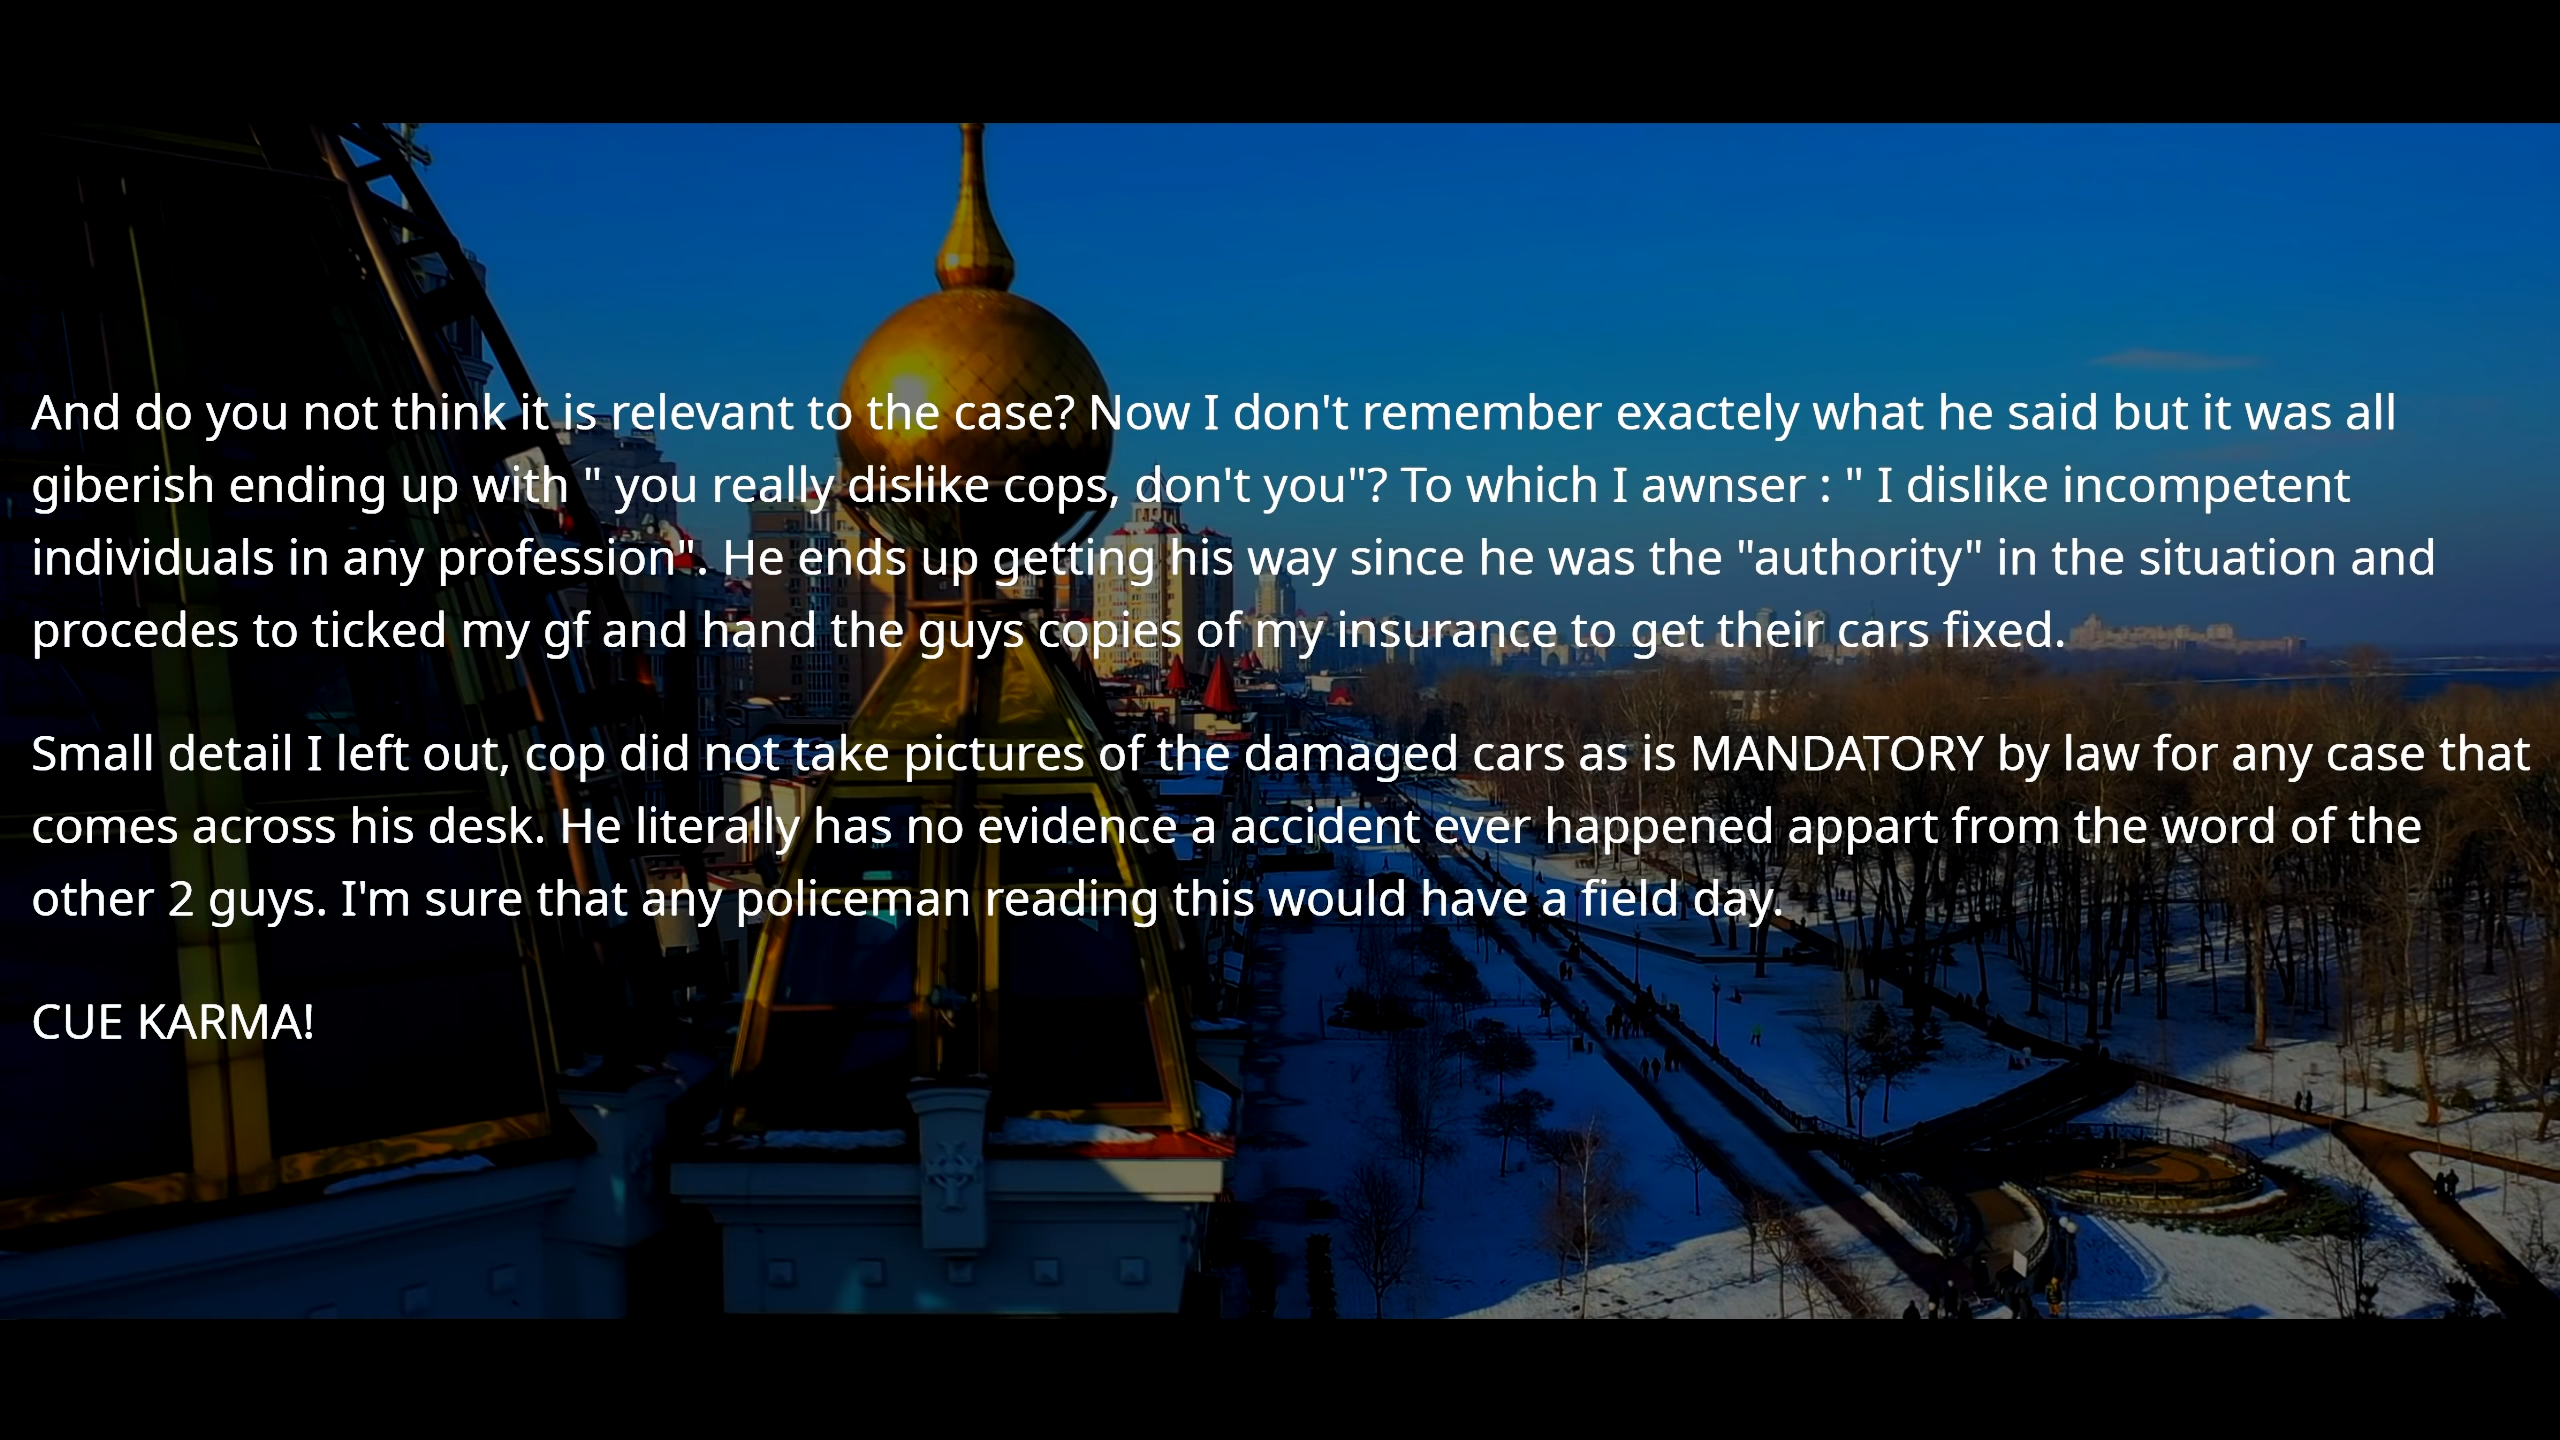 And do you not think it is relevant to the case? Now I don't remember exactely what he said but it was all
giberish ending up with " you really dislike cops, don't you"? To which I awnser : " I dislike incompetent
individuals in any profession". He ends up getting his way since he was the "authority" in the situation and
procedes to ticked my gf and hand the guys copies of my insurance to get their cars fixed.
Small detail I left out, cop did not take pictures of the damaged cars as is MANDATORY by law for any case that
comes across his desk. He literally has no evidence a accident ever happened appart from the word of the
other 2 guys. I'm sure that any policeman reading this would have a field day.
CUE KARMA!